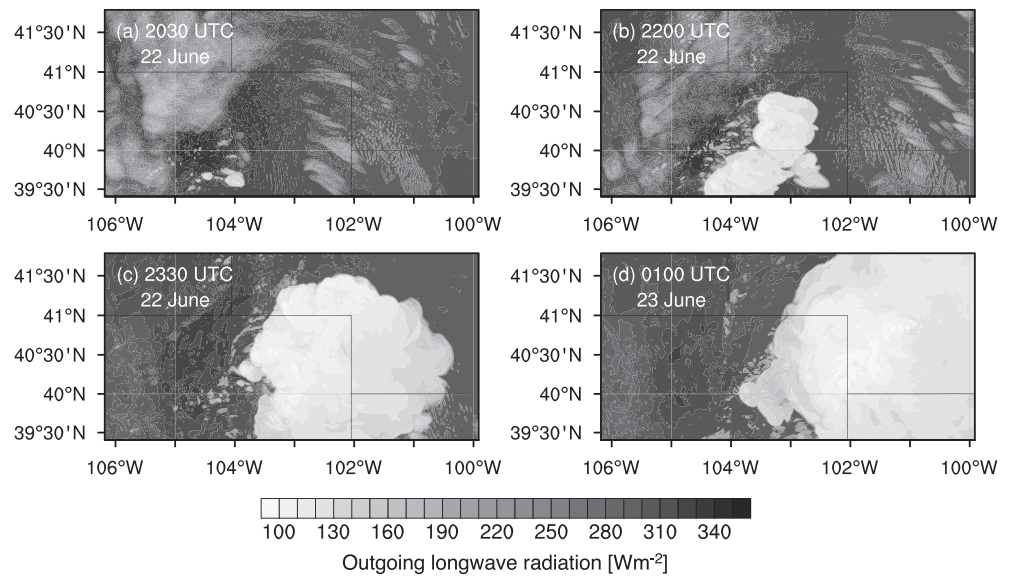 (a) 2030 UTC
22 June
41°30'N
41°N
40°30'N
40°N
39°30'N
106°W 104°W 102°W 100°W
(b) 2200 UTC
22 June
41°30'N
41°N
40°30'N
40°N
39°30'N
106°W 104°W 102°W 100°W
(c) 2330 UTC
22 June
41°30'N
41°N
40°30'N
40°N
39°30'N
106°W 104°W 102°W 100°W
(d) 0100 UTC
23 June
41°30'N
41°N
40°30'N
40°N
39°30'N
106°W 104°W 102°W 100°W
100 130 160 190 220 250 280 310 340
Outgoing longwave radiation [Wm-2]